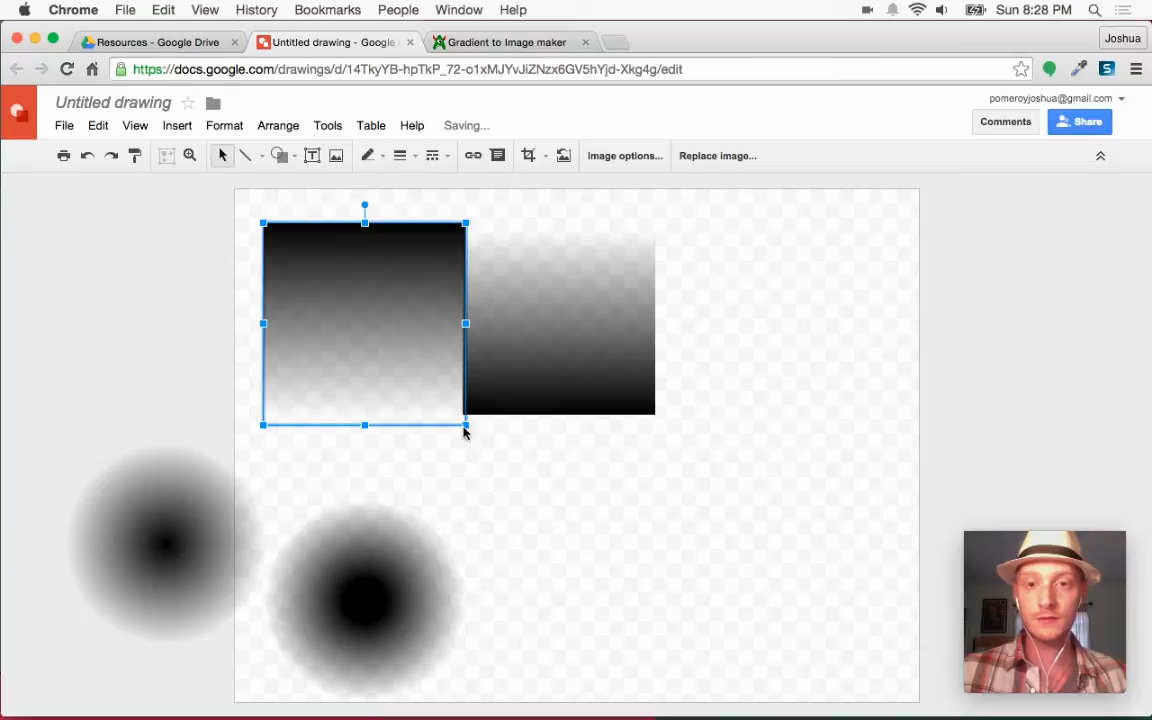 Chrome File Edit View History Bookmarks People Window Help Sun 8:28 PM
Resources - Google Drive Untitled drawing - Google Gradient to Image maker Joshua
https://docs.google.com/drawings/d/14TkyYB-hpTkP_72-o1xMJYvJiZNzx6GV5hYjd-Xkg4g/edit
Untitled drawing pomeroyjoshua@gmail.com
File Edit View Insert Format Arrange Tools Table Help Saving... Comments Share
Image options... Replace image...